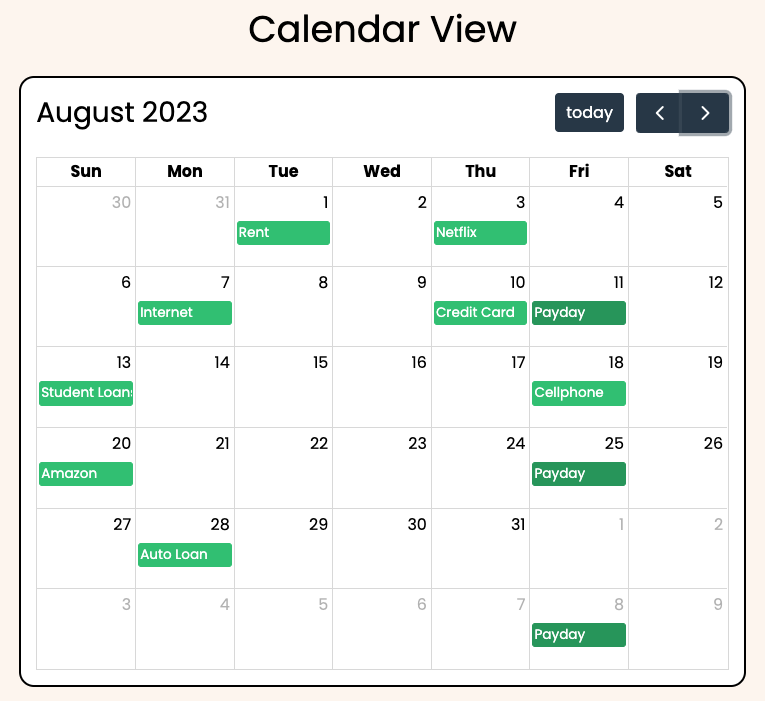 Calendar View
August 2023 today
Sun Mon Tue Wed Thu Fri Sat
30 31 1 2 3 4 5
Rent Netflix
6 7 8 9 10 11 12
Internet Credit Card Payday
13 14 15 16 17 18 19
Student Loans Cellphone
20 21 22 23 24 25 26
Amazon Payday
27 28 29 30 31 1 2
Auto Loan
3 4 5 6 7 8 9
Payday